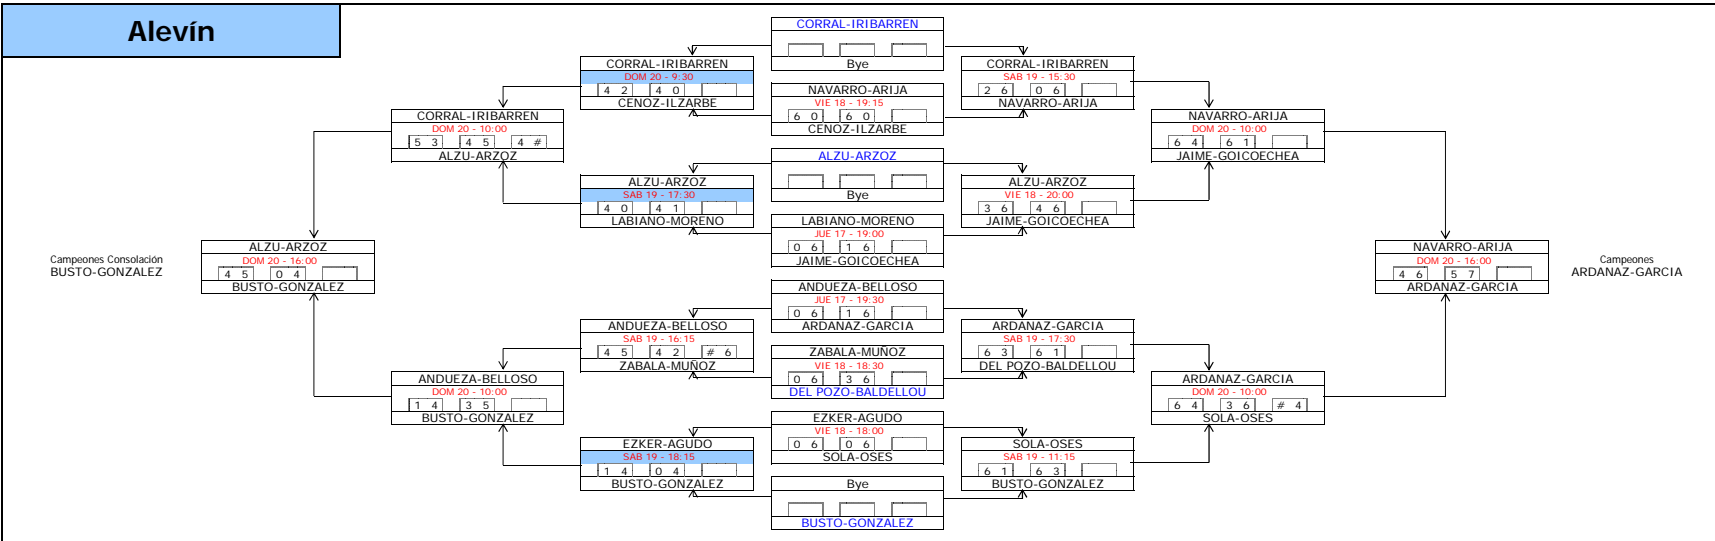 Alevín
CORRAL-IRIBARREN
Bye
NAVARRO-ARIJA
VIE 18 - 19:15
6 0 6 0
CENOZ-ILZARBE
ALZU-ARZOZ
Bye
LABIANO-MORENO
JUE 17 - 19:00
0 6 1 6
JAIME-GOICOECHEA
ANDUEZA-BELLOSO
JUE 17 - 19:30
0 6 1 6
ARDANAZ-GARCIA
ZABALA-MUÑOZ
VIE 18 - 18:30
0 6 3 6
DEL POZO-BALDELLOU
EZKER-AGUDO
VIE 18 - 18:00
0 6 0 6
SOLA-OSES
Bye
BUSTO-GONZALEZ
CORRAL-IRIBARREN
DOM 20 - 9:30
4 2 4 0
CENOZ-ILZARBE
ALZU-ARZOZ
SAB 19 - 17:30
4 0 4 1
LABIANO-MORENO
ANDUEZA-BELLOSO
SAB 19 - 16:15
4 5 4 2 # 6
ZABALA-MUÑOZ
EZKER-AGUDO
SAB 19 - 18:15
1 4 0 4
BUSTO-GONZALEZ
CORRAL-IRIBARREN
DOM 20 - 10:00
5 3 4 5 4 #
ALZU-ARZOZ
ANDUEZA-BELLOSO
DOM 20 - 10:00
1 4 3 5
BUSTO-GONZALEZ
ALZU-ARZOZ
DOM 20 - 16:00
4 5 0 4
BUSTO-GONZALEZ
Campeones Consolación
BUSTO-GONZALEZ
CORRAL-IRIBARREN
SAB 19 - 15:30
2 6 0 6
NAVARRO-ARIJA
ALZU-ARZOZ
VIE 18 - 20:00
3 6 4 6
JAIME-GOICOECHEA
ARDANAZ-GARCIA
SAB 19 - 17:30
6 3 6 1
DEL POZO-BALDELLOU
SOLA-OSES
SAB 19 - 11:15
6 1 6 3
BUSTO-GONZALEZ
NAVARRO-ARIJA
DOM 20 - 10:00
6 4 6 1
JAIME-GOICOECHEA
ARDANAZ-GARCIA
DOM 20 - 10:00
6 4 3 6 # 4
SOLA-OSES
NAVARRO-ARIJA
DOM 20 - 16:00
4 6 5 7
ARDANAZ-GARCIA
Campeones
ARDANAZ-GARCIA